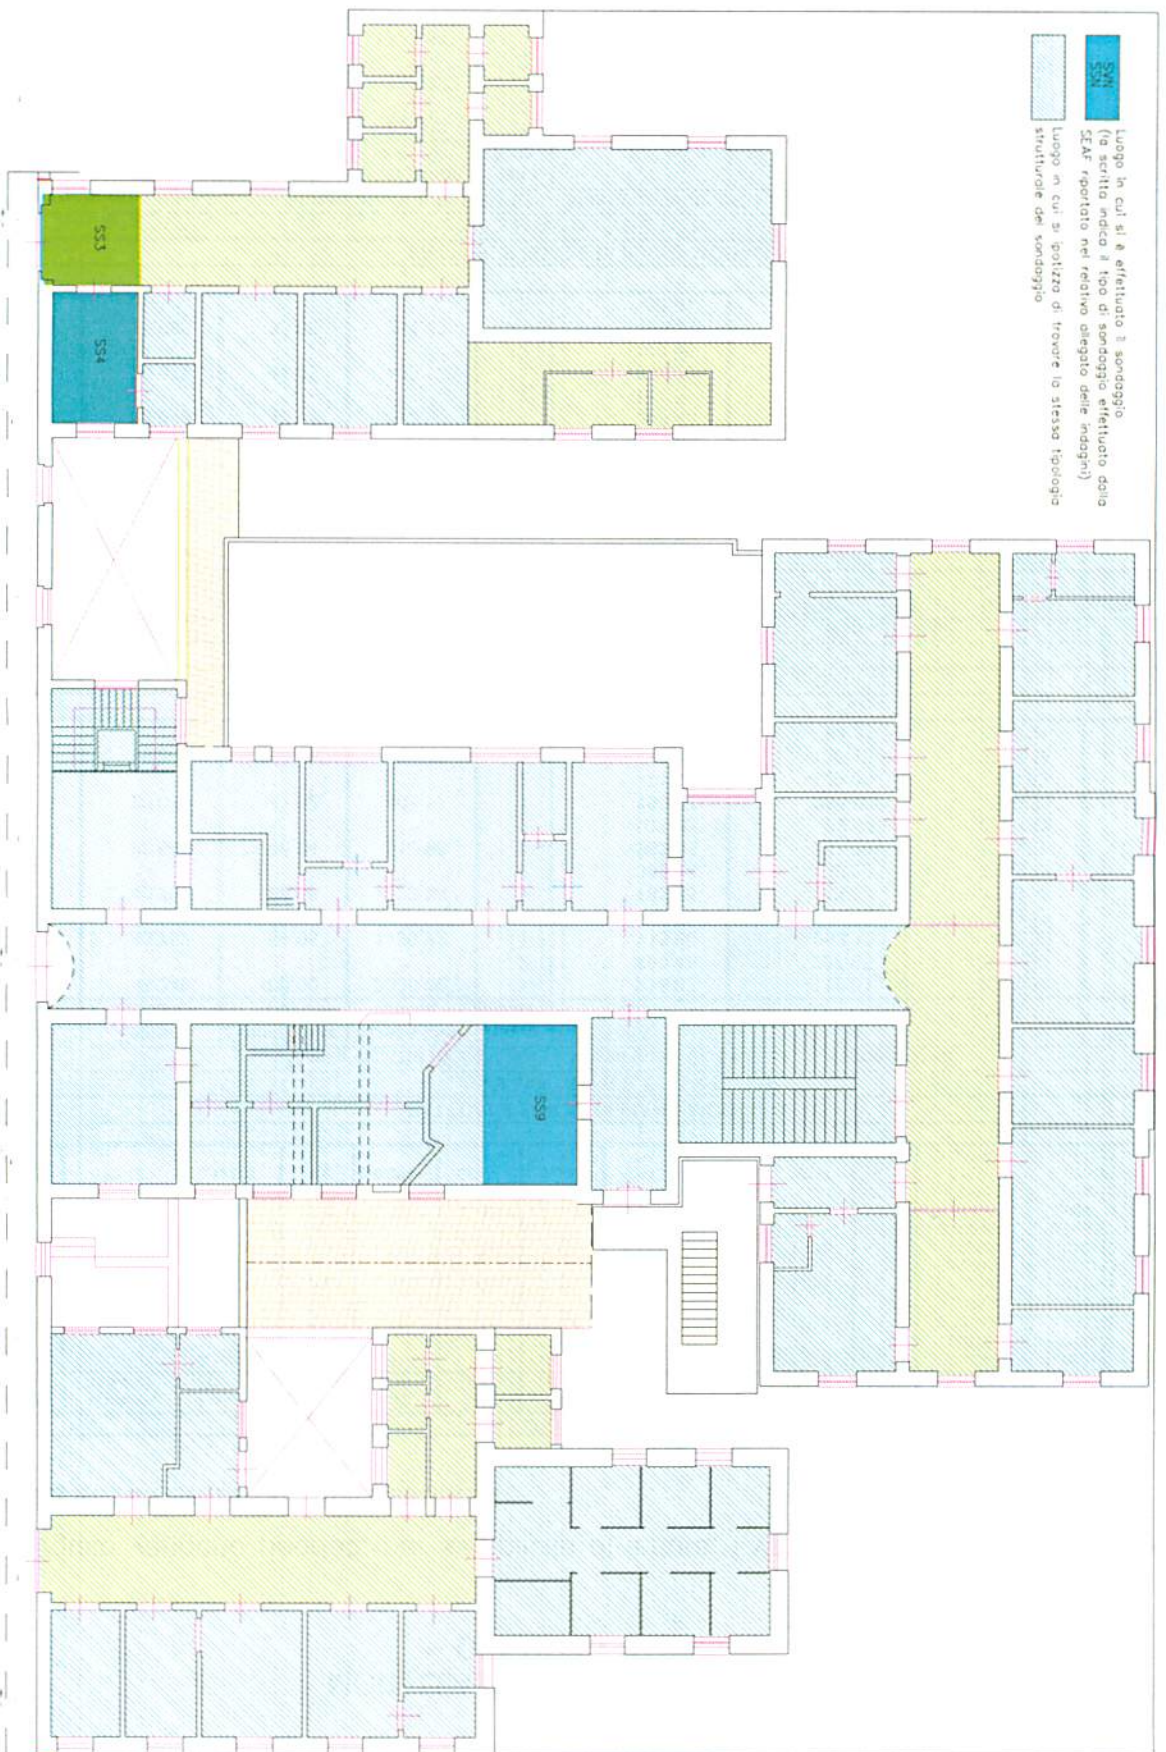 SVN
SSN
Luogo in cui si è effettuato il sondaggio
(la scritta indica il tipo di sondaggio effettuato dalla
SEAF riportato nel relativo allegato delle indagini)
Luogo in cui si ipotizza di trovare la stessa tipologia
strutturale del sondaggio
SS3
SS4
SS9